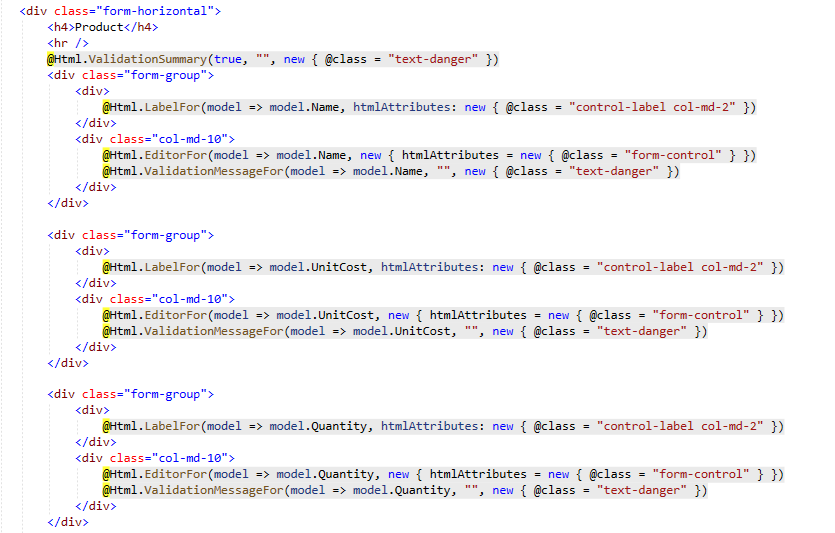 <div class="form-horizontal">
<h4>Product</h4>
<hr />
@Html.ValidationSummary(true, "", new { @class = "text-danger" })
<div class="form-group">
<div>
@Html.LabelFor(model => model.Name, htmlAttributes: new { @class = "control-label col-md-2" })
</div>
<div class="col-md-10">
@Html.EditorFor(model => model.Name, new { htmlAttributes = new { @class = "form-control" } })
@Html.ValidationMessageFor(model => model.Name, "", new { @class = "text-danger" })
</div>
</div>
<div class="form-group">
<div>
@Html.LabelFor(model => model.UnitCost, htmlAttributes: new { @class = "control-label col-md-2" })
</div>
<div class="col-md-10">
@Html.EditorFor(model => model.UnitCost, new { htmlAttributes = new { @class = "form-control" } })
@Html.ValidationMessageFor(model => model.UnitCost, "", new { @class = "text-danger" })
</div>
</div>
<div class="form-group">
<div>
@Html.LabelFor(model => model.Quantity, htmlAttributes: new { @class = "control-label col-md-2" })
</div>
<div class="col-md-10">
@Html.EditorFor(model => model.Quantity, new { htmlAttributes = new { @class = "form-control" } })
@Html.ValidationMessageFor(model => model.Quantity, "", new { @class = "text-danger" })
</div>
</div>